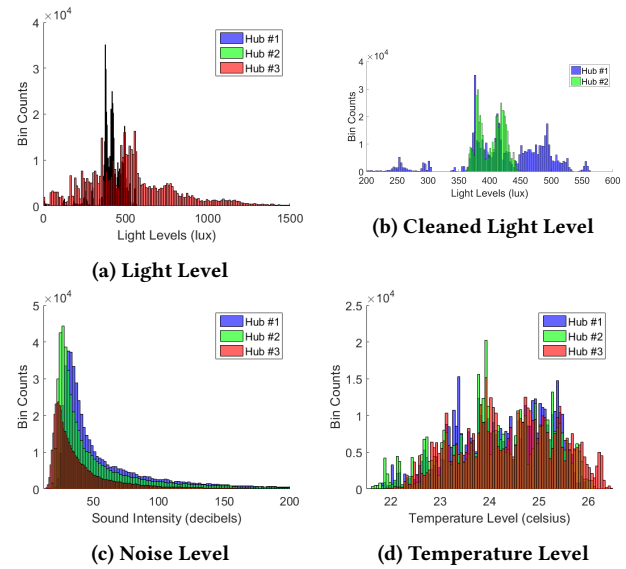 ×10⁴
4
3
2
1
0
Bin Counts
0
500
1000
1500
Light Levels (lux)
Hub #1
Hub #2
Hub #3
(a) Light Level
×10⁴
4
3
2
1
0
Bin Counts
200
250
300
350
400
450
500
550
600
Light Levels (lux)
Hub #1
Hub #2
(b) Cleaned Light Level
×10⁴
5
4
3
2
1
0
Bin Counts
50
100
150
200
Sound Intensity (decibels)
Hub #1
Hub #2
Hub #3
(c) Noise Level
×10⁴
2.5
2
1.5
1
0.5
0
Bin Counts
22
23
24
25
26
Temperature Level (celsius)
Hub #1
Hub #2
Hub #3
(d) Temperature Level